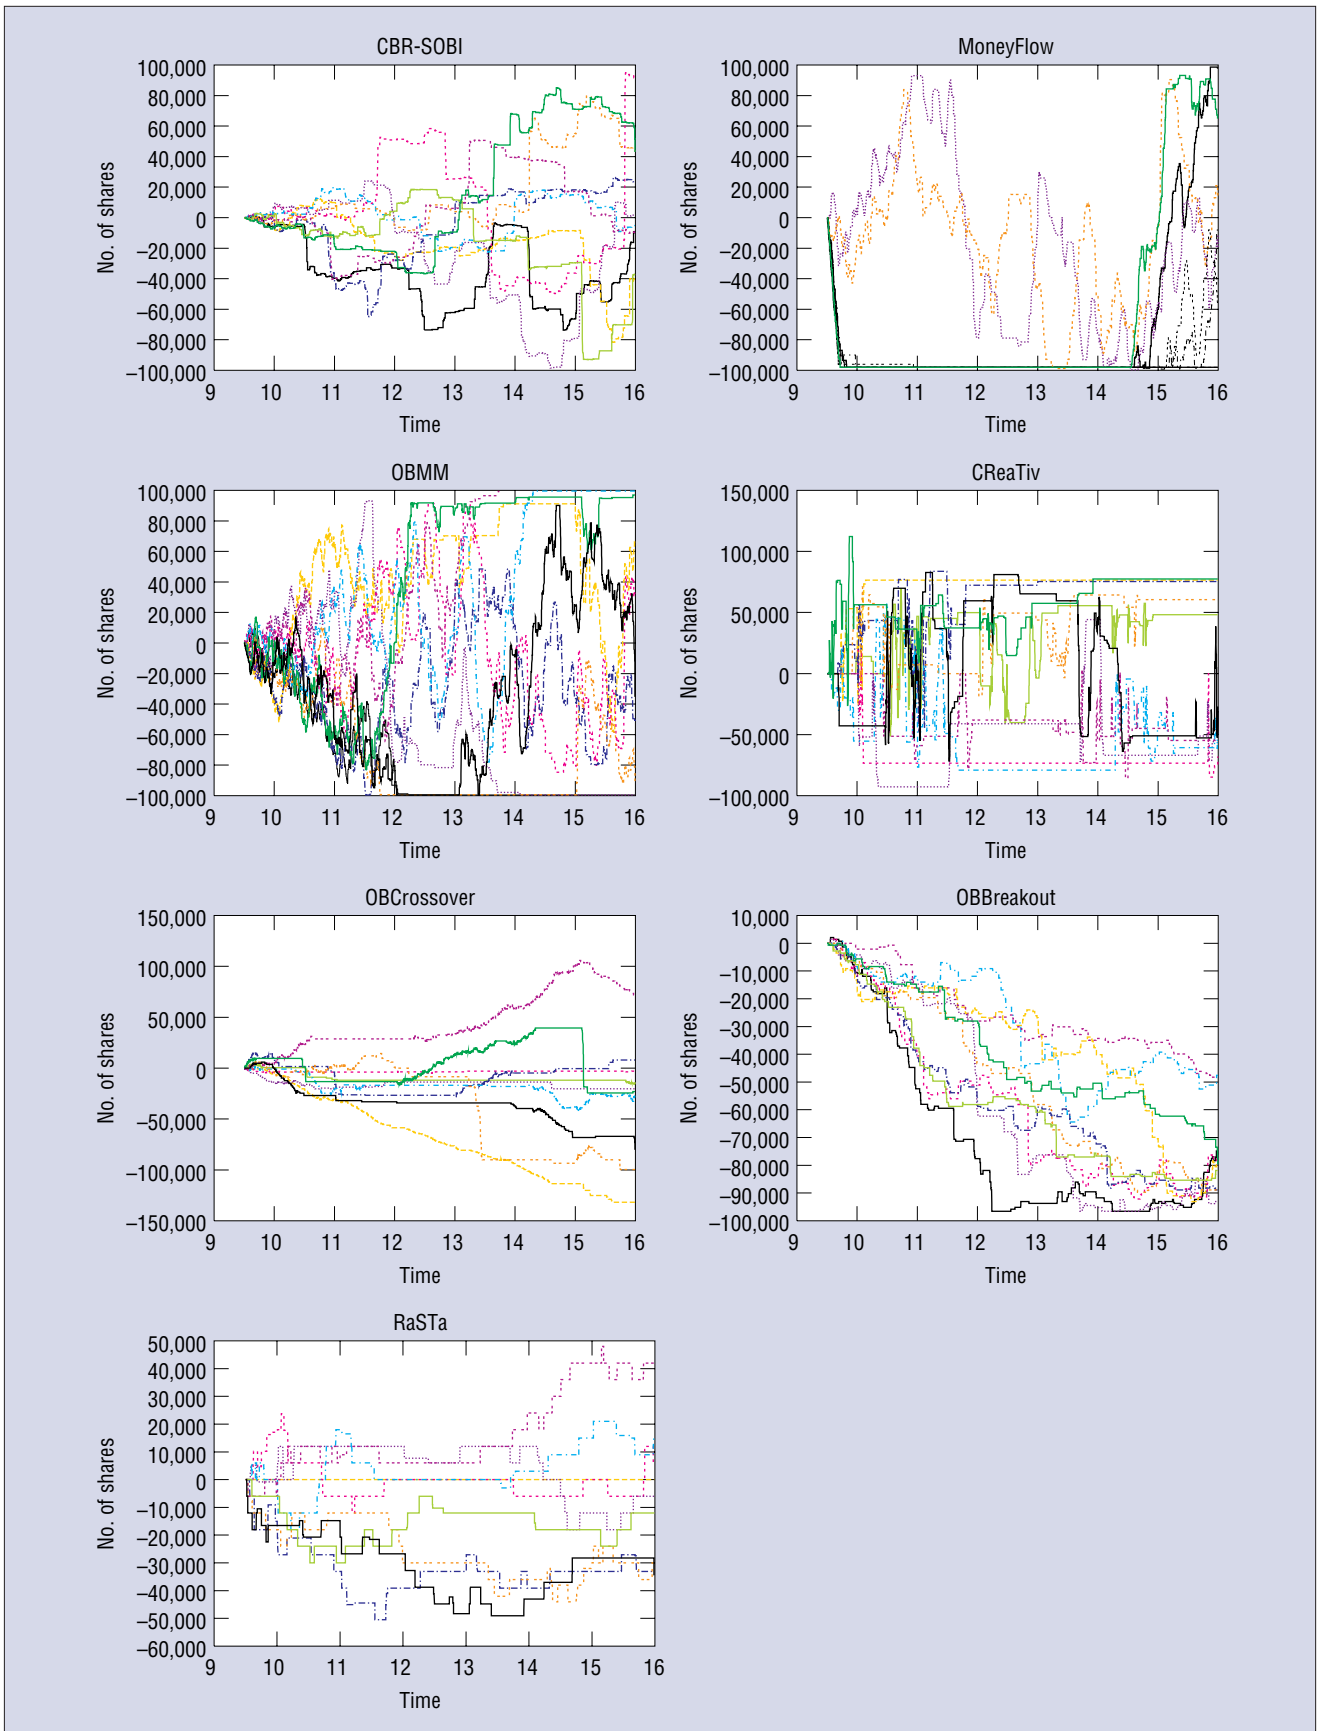 CBR-SOBI
100,000
80,000
60,000
40,000
20,000
0
–20,000
–40,000
–60,000
–80,000
–100,000
No. of shares
9 10 11 12 13 14 15 16
Time
MoneyFlow
100,000
80,000
60,000
40,000
20,000
0
–20,000
–40,000
–60,000
–80,000
–100,000
No. of shares
9 10 11 12 13 14 15 16
Time
OBMM
100,000
80,000
60,000
40,000
20,000
0
–20,000
–40,000
–60,000
–80,000
–100,000
No. of shares
9 10 11 12 13 14 15 16
Time
CReaTiv
150,000
100,000
50,000
0
–50,000
–100,000
No. of shares
9 10 11 12 13 14 15 16
Time
OBCrossover
150,000
100,000
50,000
0
–50,000
–100,000
–150,000
No. of shares
9 10 11 12 13 14 15 16
Time
OBBreakout
10,000
0
–10,000
–20,000
–30,000
–40,000
–50,000
–60,000
–70,000
–80,000
–90,000
–100,000
No. of shares
9 10 11 12 13 14 15 16
Time
RaSTa
50,000
40,000
30,000
20,000
10,000
0
–10,000
–20,000
–30,000
–40,000
–50,000
–60,000
No. of shares
9 10 11 12 13 14 15 16
Time